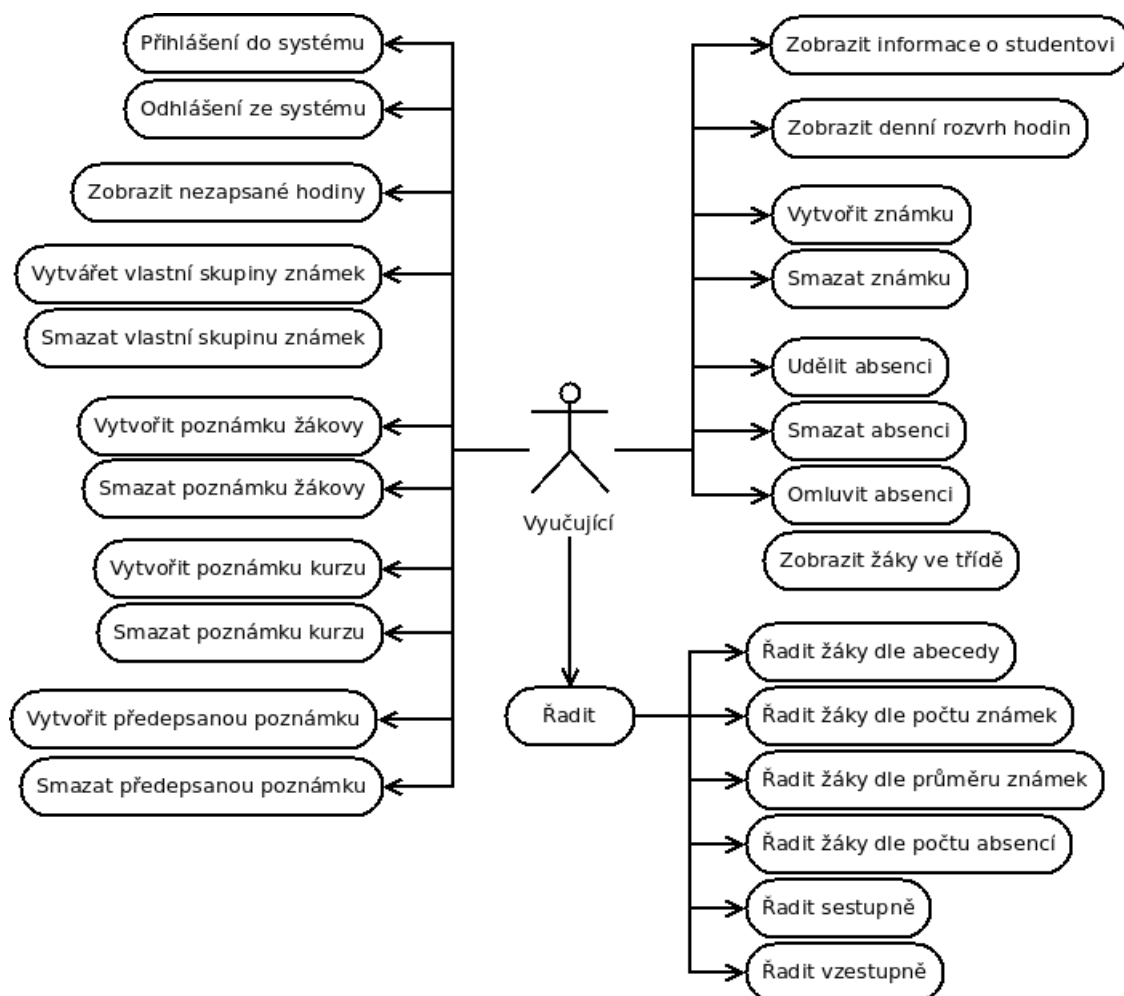 Přihlášení do systému
Odhlášení ze systému
Zobrazit nezapsané hodiny
Vytvářet vlastní skupiny známek
Smazat vlastní skupinu známek
Vytvořit poznámku žákovy
Smazat poznámku žákovy
Vytvořit poznámku kurzu
Smazat poznámku kurzu
Vytvořit předepsanou poznámku
Smazat předepsanou poznámku
Vyučující
Zobrazit informace o studentovi
Zobrazit denní rozvrh hodin
Vytvořit známku
Smazat známku
Udělit absenci
Smazat absenci
Omluvit absenci
Zobrazit žáky ve třídě
Řadit
Řadit žáky dle abecedy
Řadit žáky dle počtu známek
Řadit žáky dle průměru známek
Řadit žáky dle počtu absencí
Řadit sestupně
Řadit vzestupně